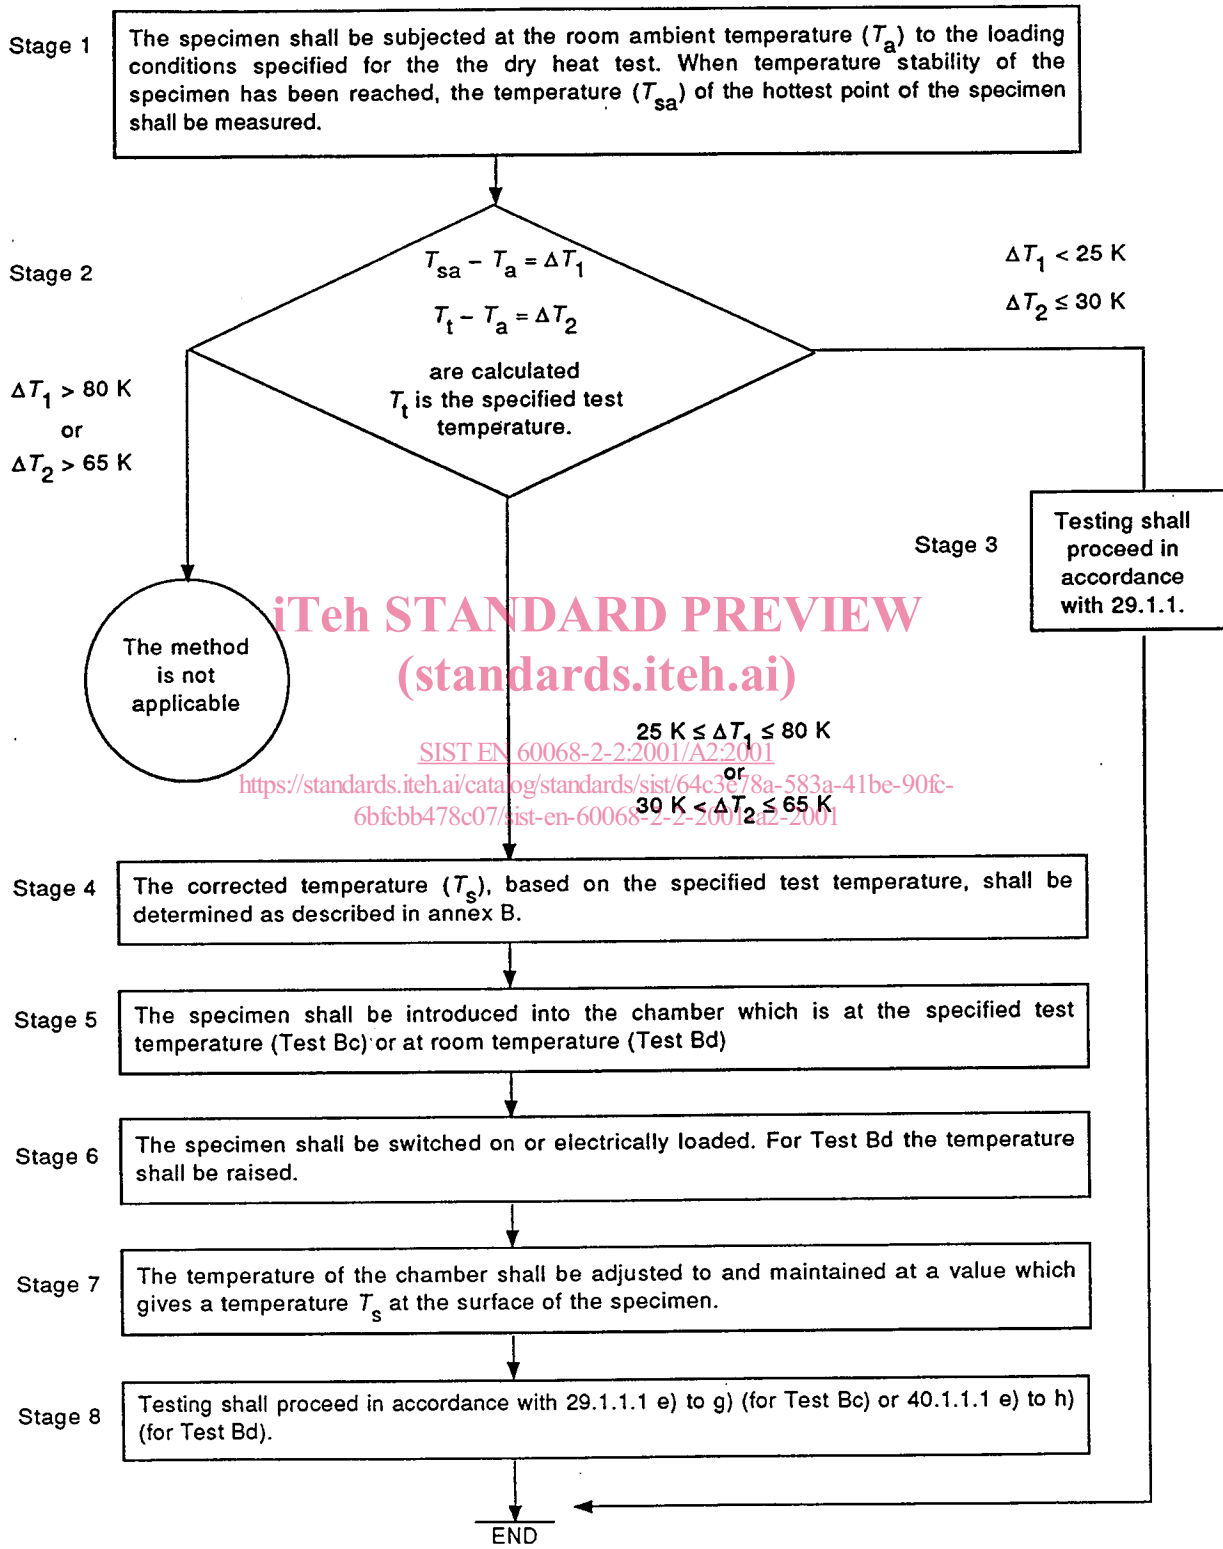 Stage 1
The specimen shall be subjected at the room ambient temperature (Ta) to the loading
conditions specified for the the dry heat test. When temperature stability of the
specimen has been reached, the temperature (Tsa) of the hottest point of the specimen
shall be measured.
Stage 2
Tsa – Ta = ΔT1
Tt – Ta = ΔT2
are calculated
Tt is the specified test
temperature.
ΔT1 < 25 K
ΔT2 ≤ 30 K
ΔT1 > 80 K
or
ΔT2 > 65 K
Stage 3
Testing shall
proceed in
accordance
with 29.1.1.
The method
is not
applicable
iTeh STANDARD PREVIEW
(standards.iteh.ai)
25 K ≤ ΔT1 ≤ 80 K
or
30 K < ΔT2 ≤ 65 K
SIST EN 60068-2-2:2001/A2:2001
https://standards.iteh.ai/catalog/standards/sist/64c3e78a-583a-41be-90fc-
6bfcbb478c07/sist-en-60068-2-2-2001-a2-2001
Stage 4
The corrected temperature (Ts), based on the specified test temperature, shall be
determined as described in annex B.
Stage 5
The specimen shall be introduced into the chamber which is at the specified test
temperature (Test Bc) or at room temperature (Test Bd)
Stage 6
The specimen shall be switched on or electrically loaded. For Test Bd the temperature
shall be raised.
Stage 7
The temperature of the chamber shall be adjusted to and maintained at a value which
gives a temperature Ts at the surface of the specimen.
Stage 8
Testing shall proceed in accordance with 29.1.1.1 e) to g) (for Test Bc) or 40.1.1.1 e) to h)
(for Test Bd).
END